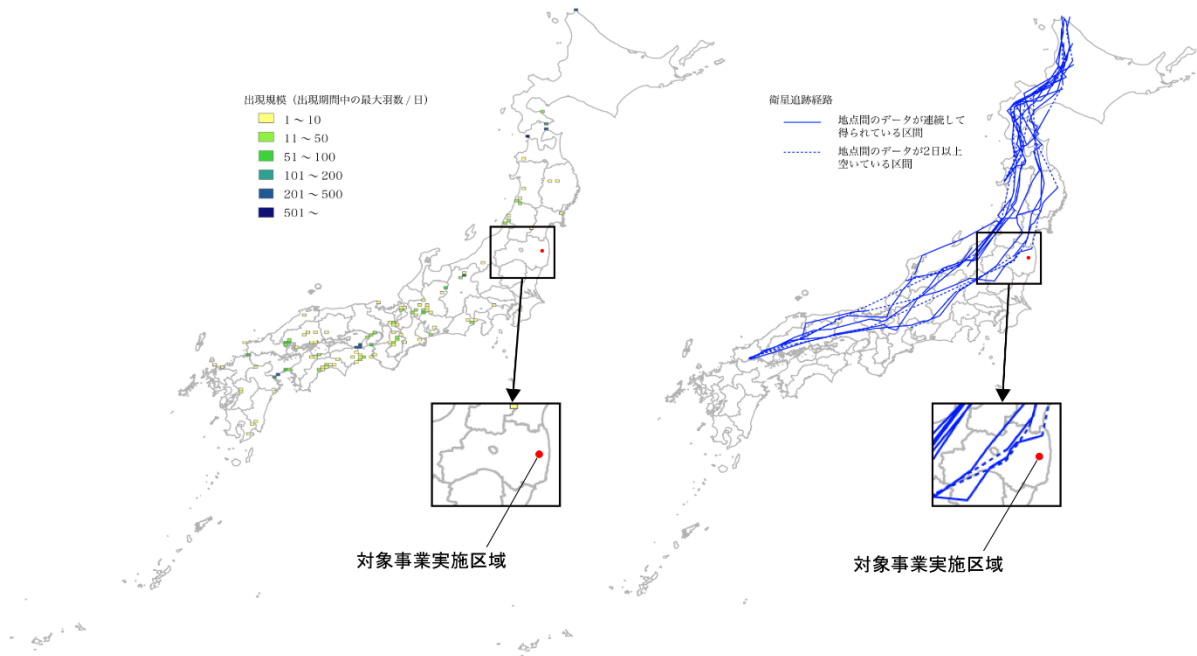 出現規模（出現期間中の最大羽数 / 日）
1 ～ 10
11 ～ 50
51 ～ 100
101 ～ 200
201 ～ 500
501 ～
対象事業実施区域
衛星追跡経路
地点間のデータが連続して
得られている区間
地点間のデータが2日以上
空いている区間
対象事業実施区域